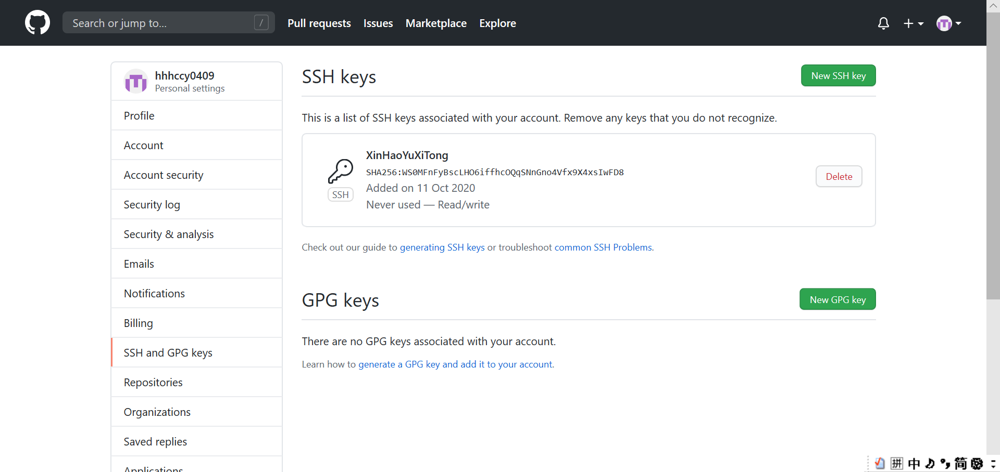 Search or jump to...
/
Pull requests
Issues
Marketplace
Explore
hhhccy0409
Personal settings
Profile
Account
Account security
Security log
Security & analysis
Emails
Notifications
Billing
SSH and GPG keys
Repositories
Organizations
Saved replies
Applications
SSH keys
New SSH key
This is a list of SSH keys associated with your account. Remove any keys that you do not recognize.
SSH
XinHaoYuXiTong
SHA256:WS0MFnFyBscLHO6iffhcOQqSNnGno4Vfx9X4xsIwFD8
Added on 11 Oct 2020
Never used — Read/write
Delete
Check out our guide to generating SSH keys or troubleshoot common SSH Problems.
GPG keys
New GPG key
There are no GPG keys associated with your account.
Learn how to generate a GPG key and add it to your account.
拼 中 简